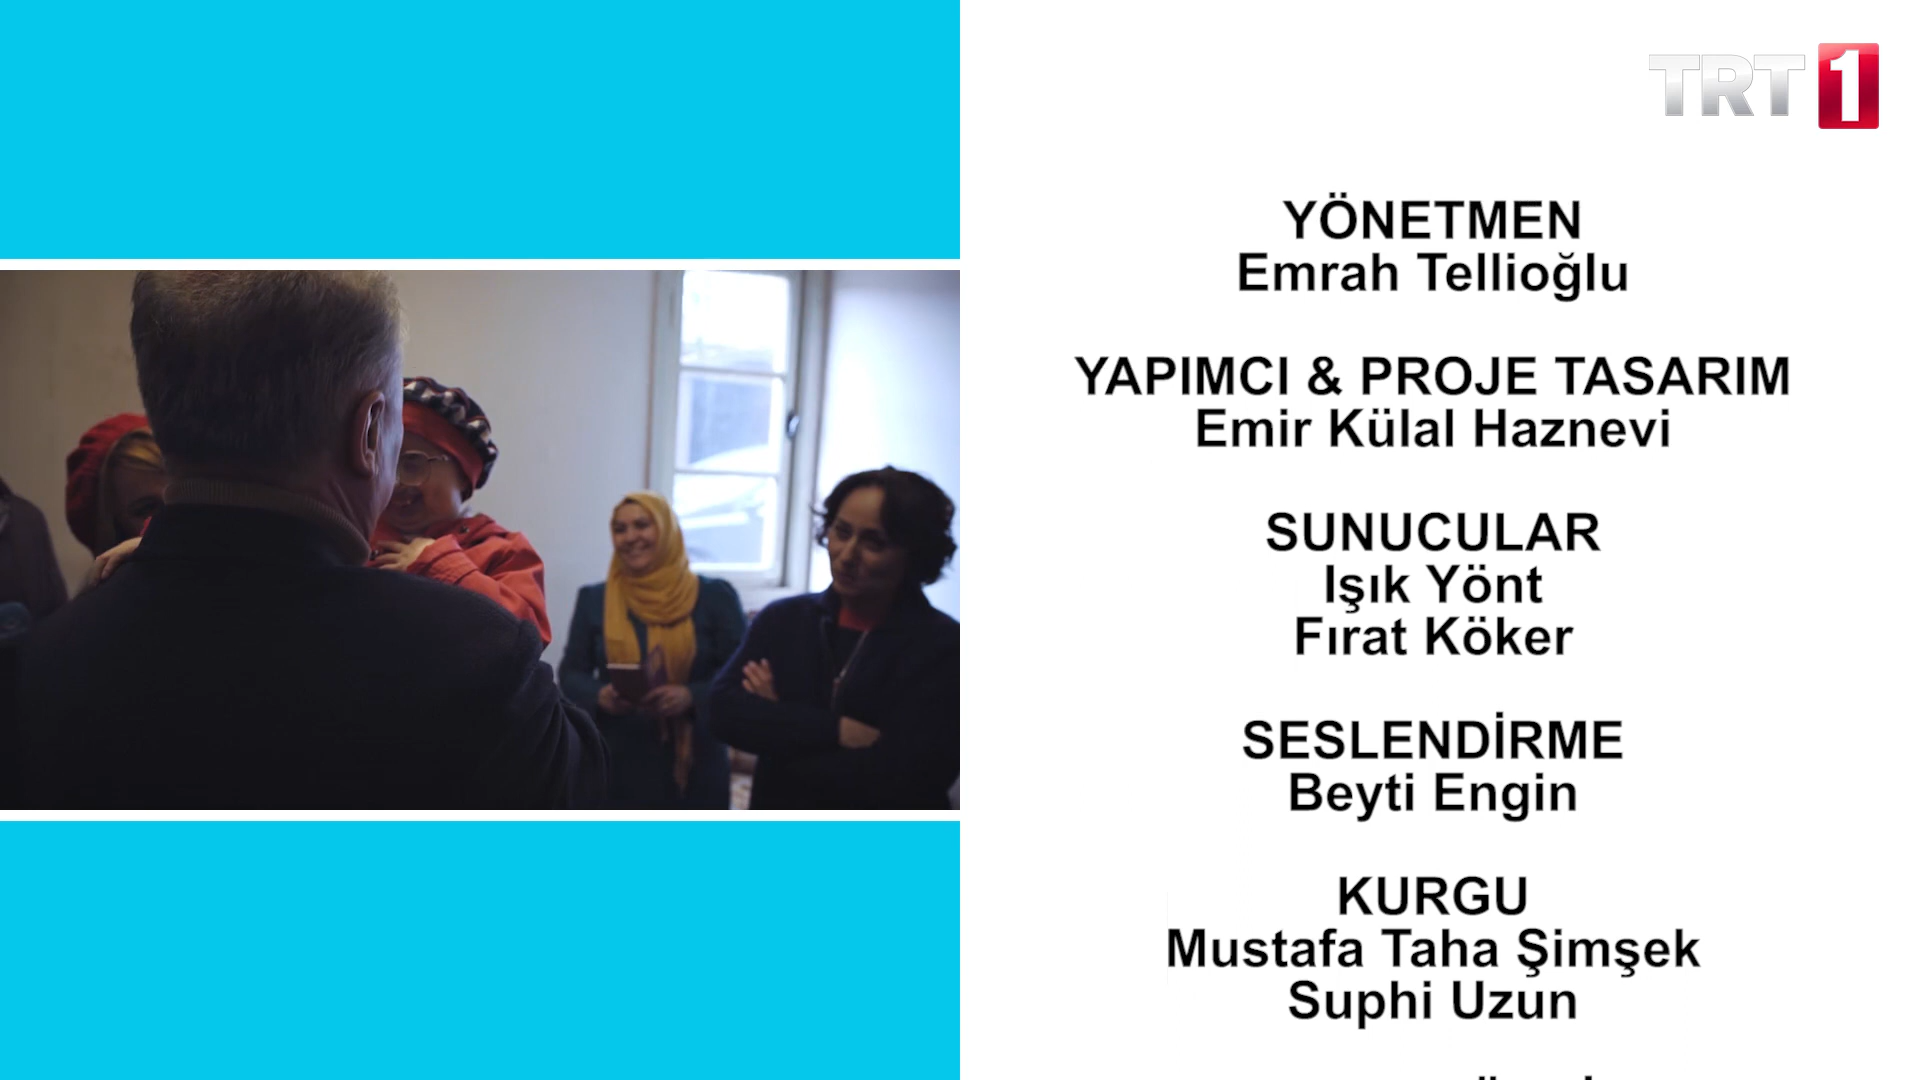 TRT 1
YÖNETMEN
Emrah Tellioğlu
YAPIMCI & PROJE TASARIM
Emir Külal Haznevi
SUNUCULAR
Işık Yönt
Fırat Köker
SESLENDİRME
Beyti Engin
KURGU
Mustafa Taha Şimşek
Suphi Uzun